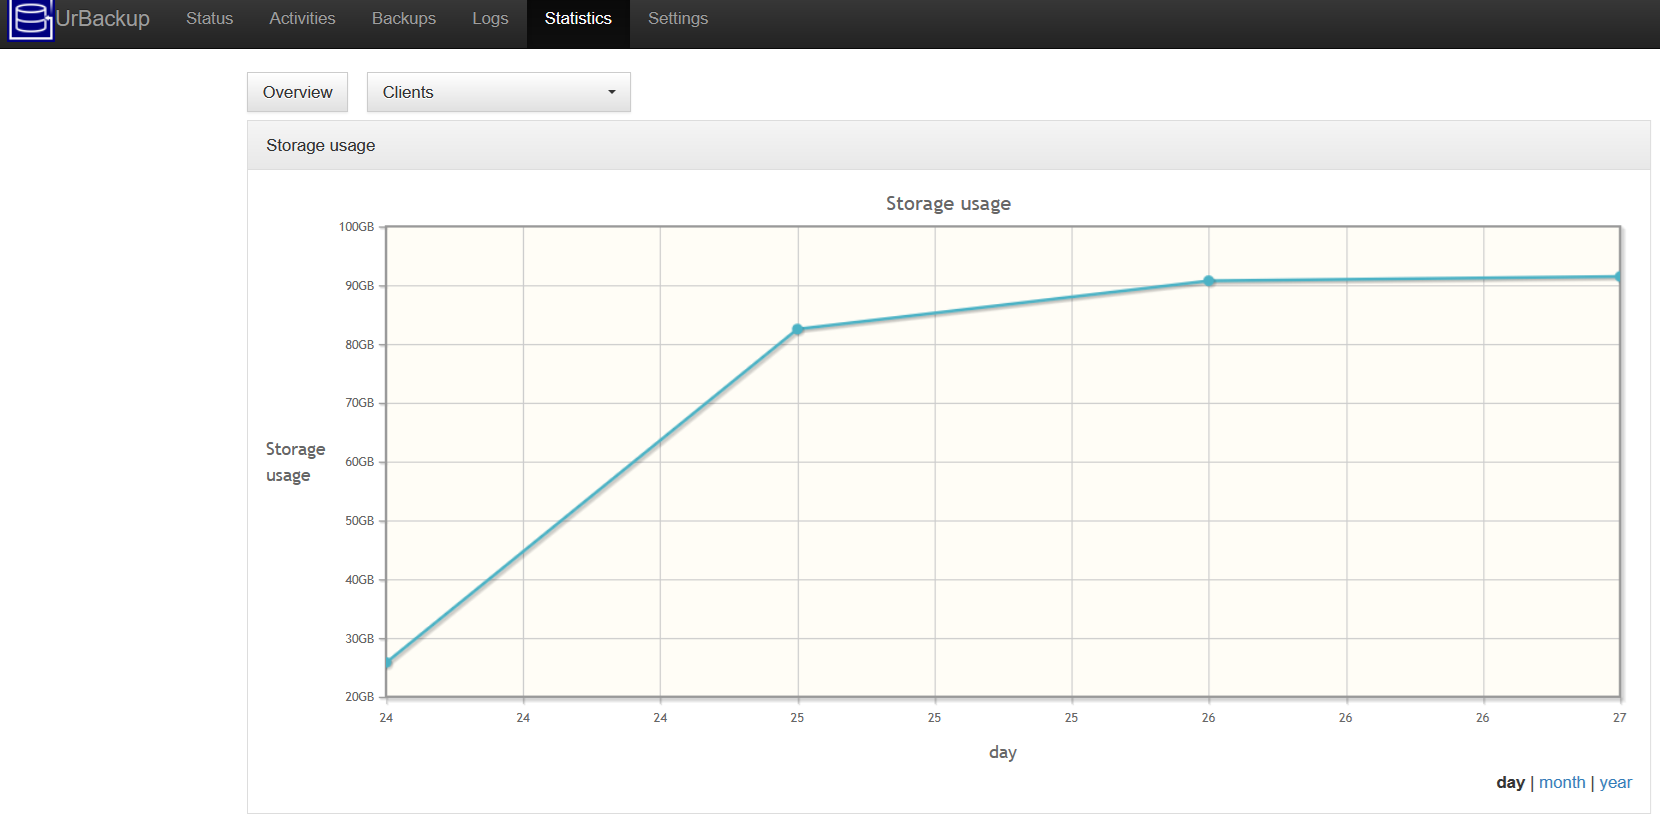 UrBackup Status Activities Backups Logs Statistics Settings
Overview Clients
Storage usage
Storage usage
100GB
90GB
80GB
70GB
60GB
50GB
40GB
30GB
20GB
Storage
usage
24 24 24 25 25 25 26 26 26 27
day
day | month | year